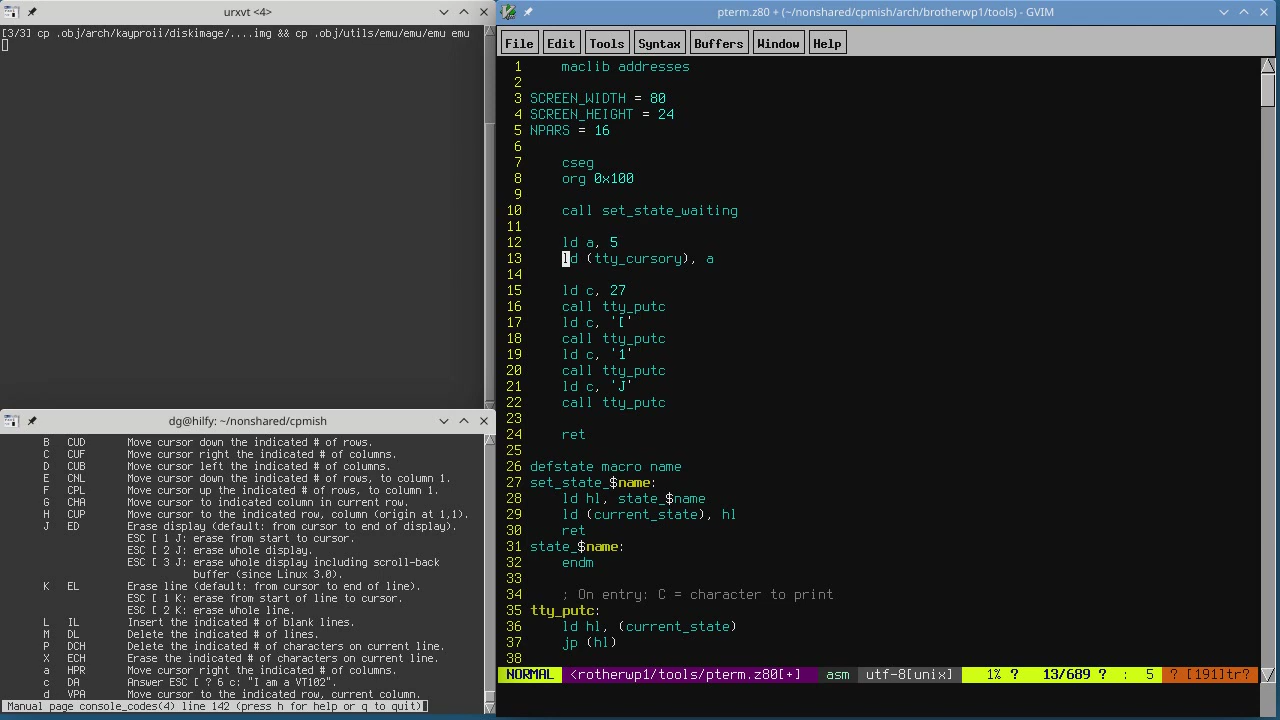 urxvt <4>
[3/3] cp .obj/arch/kayproii/diskimage/....img && cp .obj/utils/emu/emu/emu emu
dg@hilfy: ~/nonshared/cpmish
B CUD Move cursor down the indicated # of rows.
C CUF Move cursor right the indicated # of columns.
D CUB Move cursor left the indicated # of columns.
E CNL Move cursor down the indicated # of rows, to column 1.
F CPL Move cursor up the indicated # of rows, to column 1.
G CHA Move cursor to indicated column in current row.
H CUP Move cursor to the indicated row, column (origin at 1,1).
J ED Erase display (default: from cursor to end of display).
ESC [ 1 J: erase from start to cursor.
ESC [ 2 J: erase whole display.
ESC [ 3 J: erase whole display including scroll-back
buffer (since Linux 3.0).
K EL Erase line (default: from cursor to end of line).
ESC [ 1 K: erase from start of line to cursor.
ESC [ 2 K: erase whole line.
L IL Insert the indicated # of blank lines.
M DL Delete the indicated # of lines.
P DCH Delete the indicated # of characters on current line.
X ECH Erase the indicated # of characters on current line.
a HPR Move cursor right the indicated # of columns.
c DA Answer ESC [ ? 6 c: "I am a VT102".
d VPA Move cursor to the indicated row, current column.
Manual page console_codes(4) line 142 (press h for help or q to quit)
pterm.z80 + (~/nonshared/cpmish/arch/brotherwp1/tools) - GVIM
File Edit Tools Syntax Buffers Window Help
1 maclib addresses
2
3 SCREEN_WIDTH = 80
4 SCREEN_HEIGHT = 24
5 NPARS = 16
6
7 cseg
8 org 0x100
9
10 call set_state_waiting
11
12 ld a, 5
13 ld (tty_cursory), a
14
15 ld c, 27
16 call tty_putc
17 ld c, '['
18 call tty_putc
19 ld c, '1'
20 call tty_putc
21 ld c, 'J'
22 call tty_putc
23
24 ret
25
26 defstate macro name
27 set_state_$name:
28 ld hl, state_$name
29 ld (current_state), hl
30 ret
31 state_$name:
32 endm
33
34 ; On entry: C = character to print
35 tty_putc:
36 ld hl, (current_state)
37 jp (hl)
38
NORMAL <rotherwp1/tools/pterm.z80[+] asm utf-8[unix] 1% ? 13/689 ? : 5 ? [191]tr?